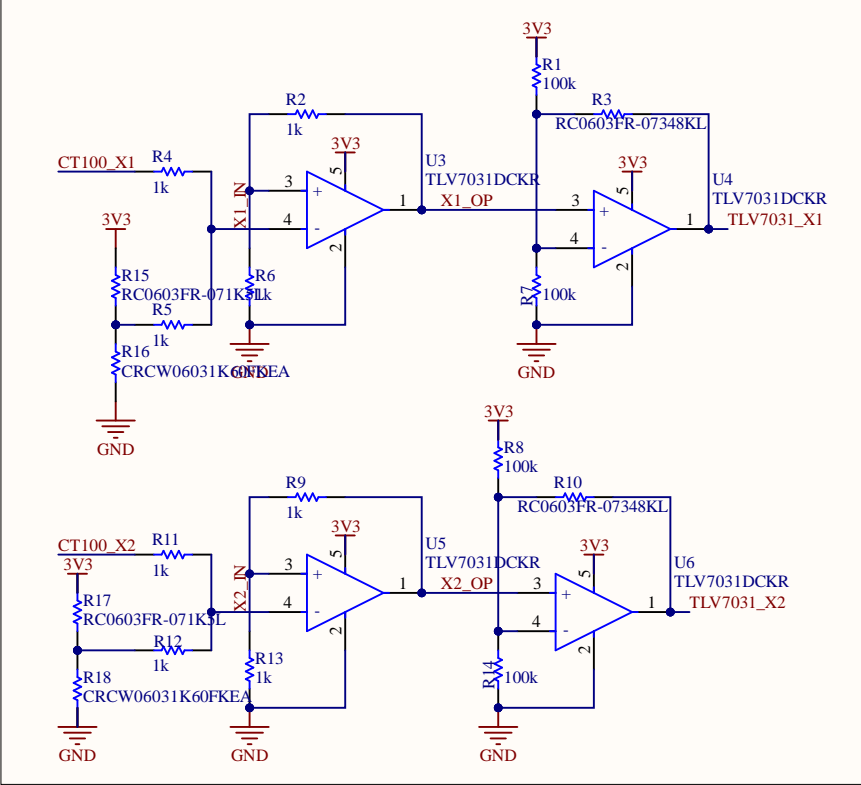 3V3
R1
100k
R2
1k
R3
RC0603FR-07348KL
3V3
3V3
CT100_X1
R4
1k
U3
TLV7031DCKR
U4
TLV7031DCKR
X1_IN
3
+
5
1
X1_OP
4
-
2
3
+
5
1
TLV7031_X1
4
-
2
3V3
R15
RC0603FR-071K5L
R6
1k
R7
100k
R5
1k
R16
CRCW06031K60FKEA
GND
GND
GND
3V3
R8
100k
R9
1k
R10
RC0603FR-07348KL
3V3
3V3
CT100_X2
R11
1k
U5
TLV7031DCKR
U6
TLV7031DCKR
3V3
X2_IN
3
+
5
1
X2_OP
4
-
2
3
+
5
1
TLV7031_X2
4
-
2
R17
RC0603FR-071K5L
R12
1k
R13
1k
R14
100k
R18
CRCW06031K60FKEA
GND
GND
GND